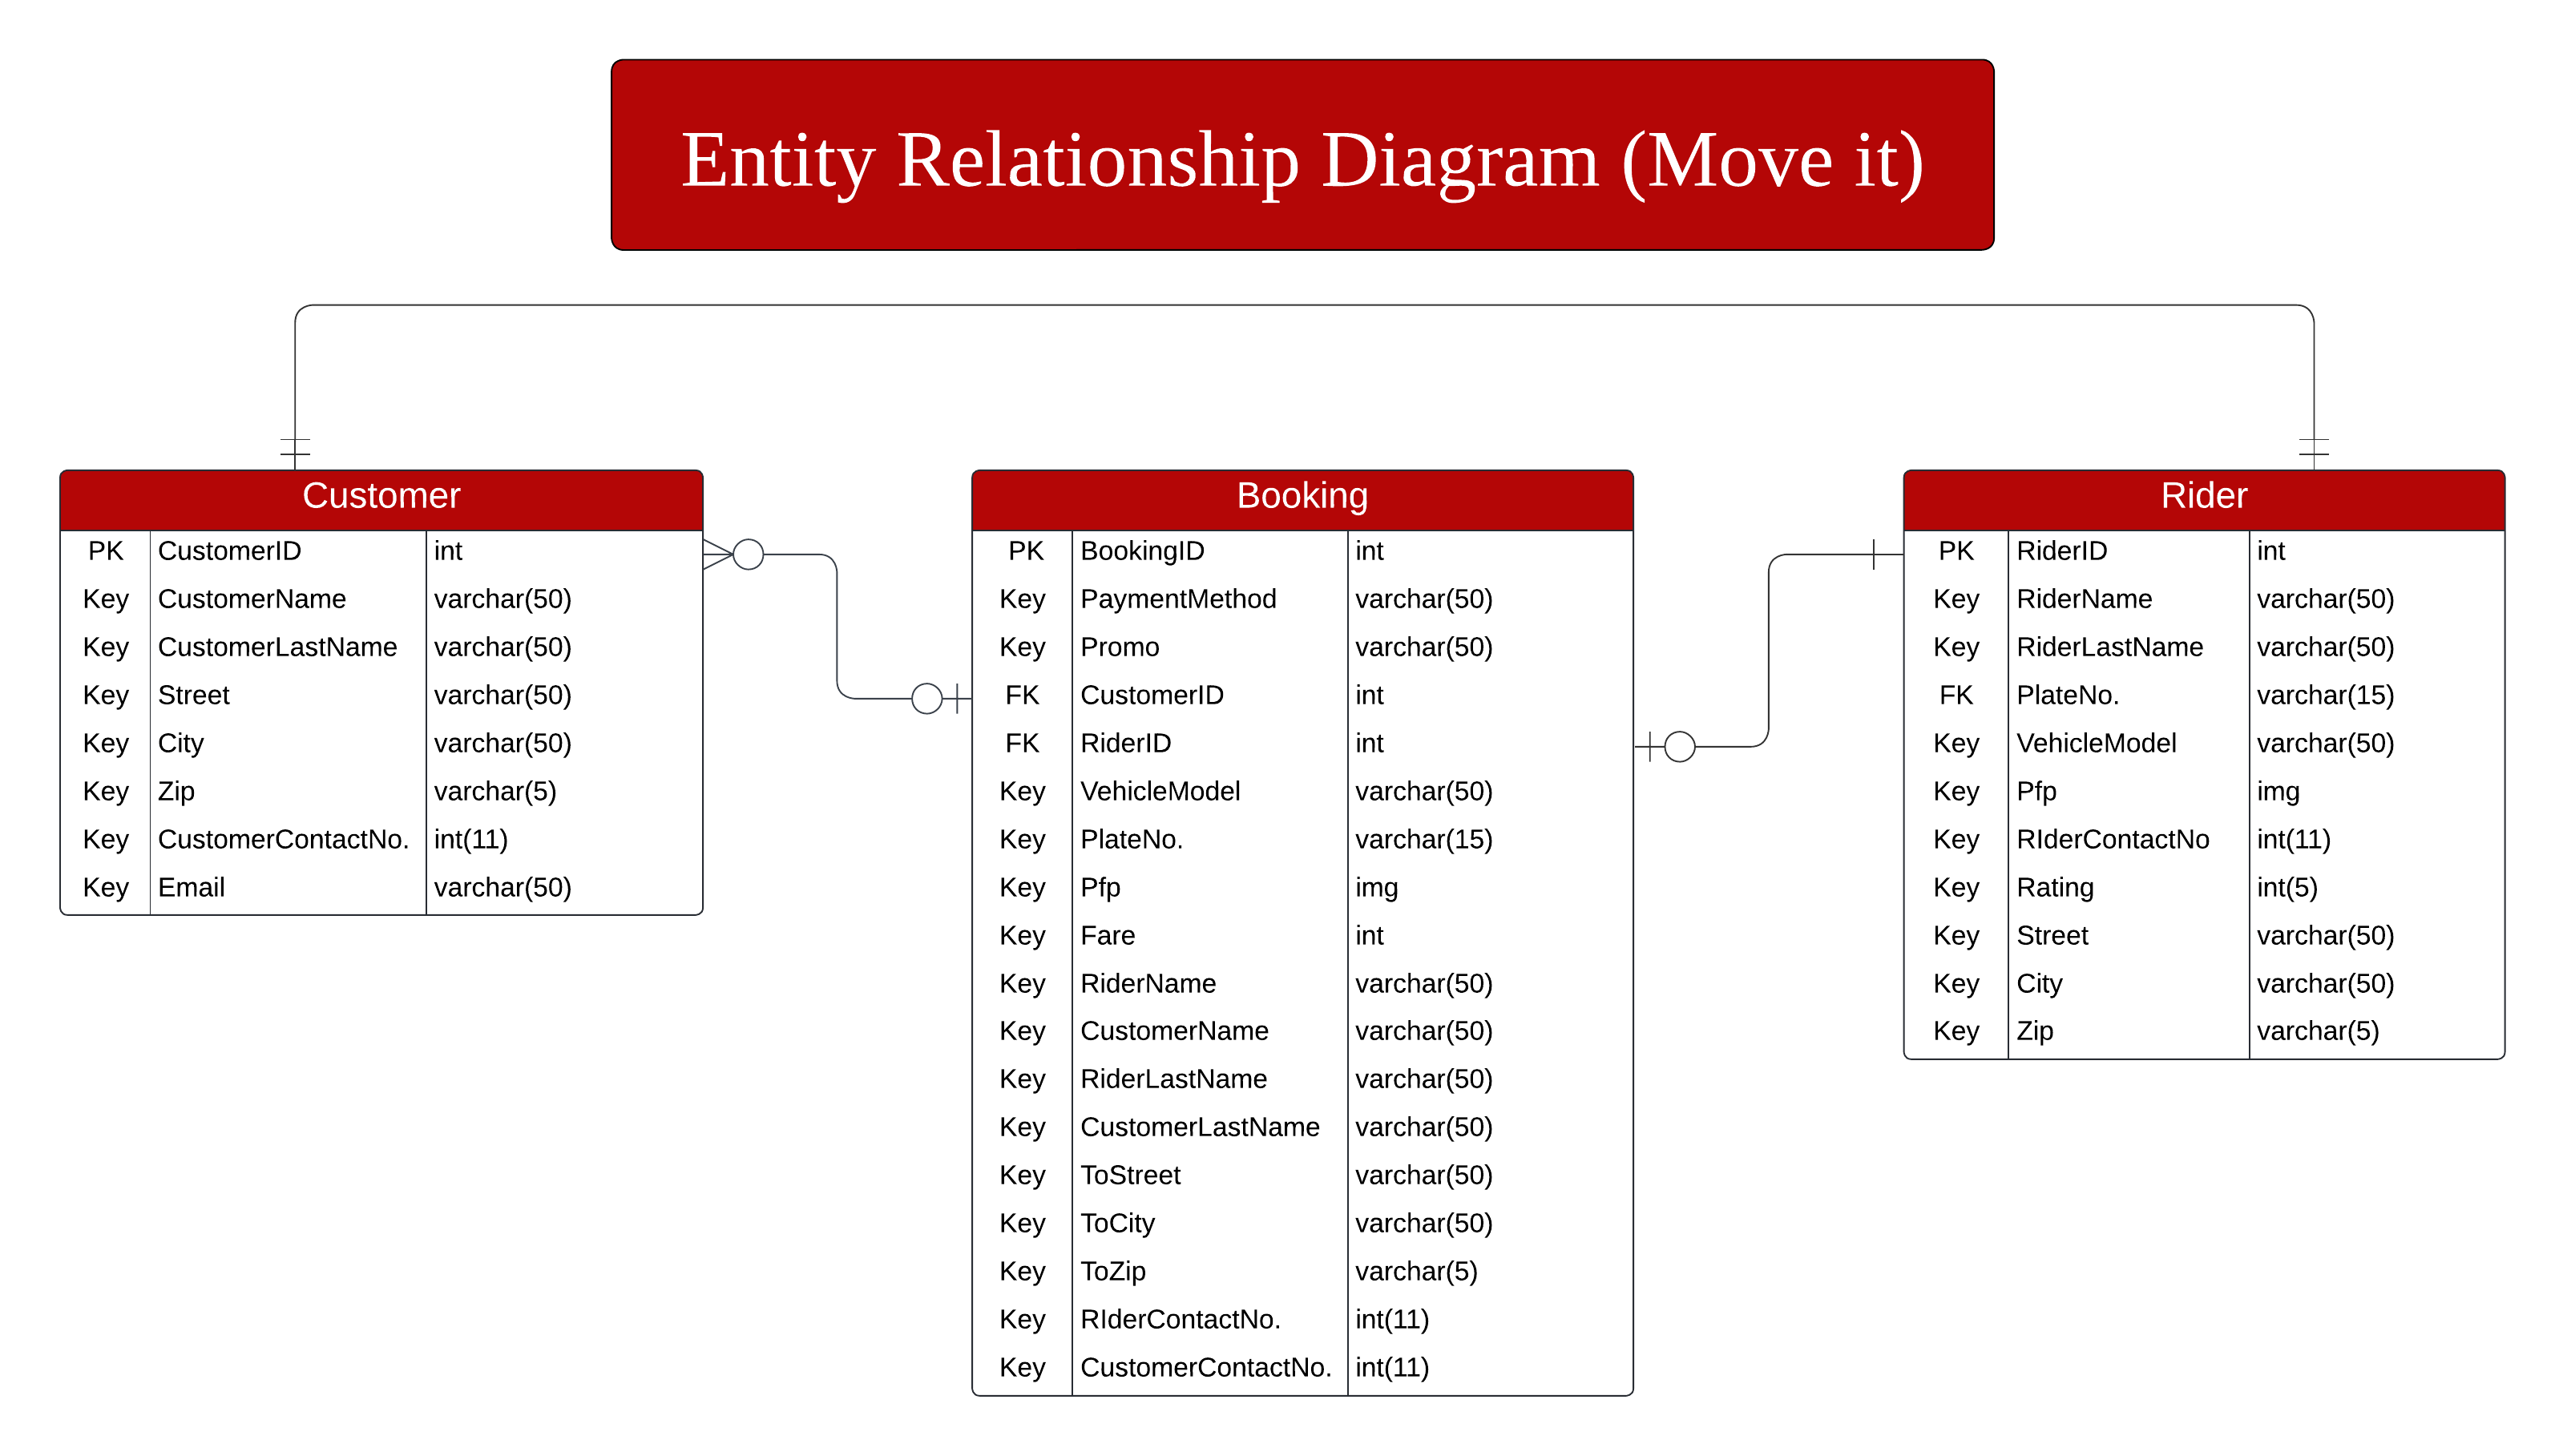 Entity Relationship Diagram (Move it)
Customer
PK CustomerID int
Key CustomerName varchar(50)
Key CustomerLastName varchar(50)
Key Street varchar(50)
Key City varchar(50)
Key Zip varchar(5)
Key CustomerContactNo. int(11)
Key Email varchar(50)
Booking
PK BookingID int
Key PaymentMethod varchar(50)
Key Promo varchar(50)
FK CustomerID int
FK RiderID int
Key VehicleModel varchar(50)
Key PlateNo. varchar(15)
Key Pfp img
Key Fare int
Key RiderName varchar(50)
Key CustomerName varchar(50)
Key RiderLastName varchar(50)
Key CustomerLastName varchar(50)
Key ToStreet varchar(50)
Key ToCity varchar(50)
Key ToZip varchar(5)
Key RIderContactNo. int(11)
Key CustomerContactNo. int(11)
Rider
PK RiderID int
Key RiderName varchar(50)
Key RiderLastName varchar(50)
FK PlateNo. varchar(15)
Key VehicleModel varchar(50)
Key Pfp img
Key RIderContactNo int(11)
Key Rating int(5)
Key Street varchar(50)
Key City varchar(50)
Key Zip varchar(5)